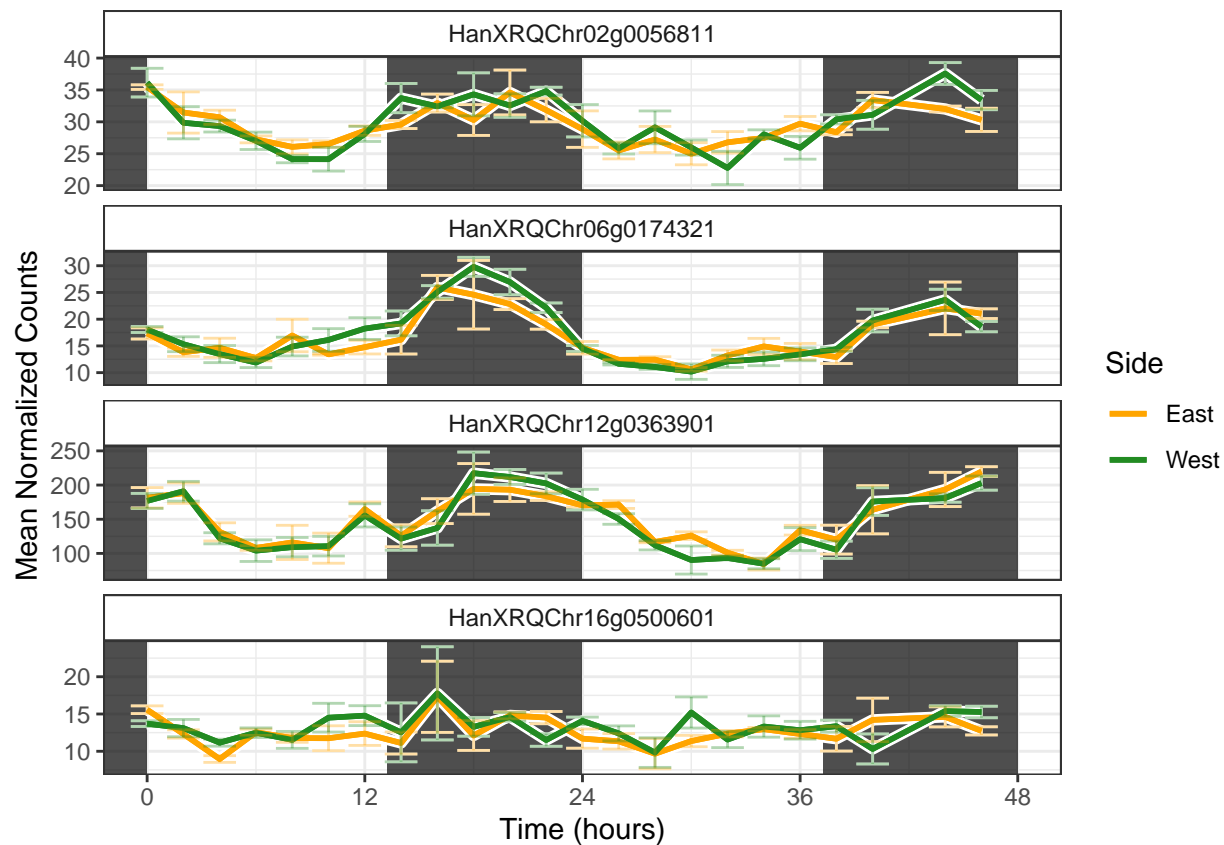 HanXRQChr02g0056811
40
35
30
25
20
HanXRQChr06g0174321
30
25
20
15
10
HanXRQChr12g0363901
250
200
150
100
HanXRQChr16g0500601
20
15
10
0 12 24 36 48
Time (hours)
Mean Normalized Counts
Side
East
West